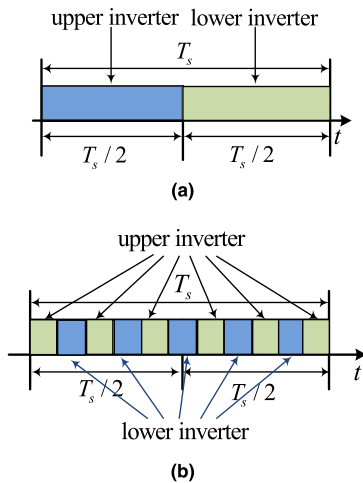 upper inverter lower inverter
T_s
T_s / 2 T_s / 2 t
(a)
upper inverter
T_s
T_s / 2 T_s / 2 t
lower inverter
(b)